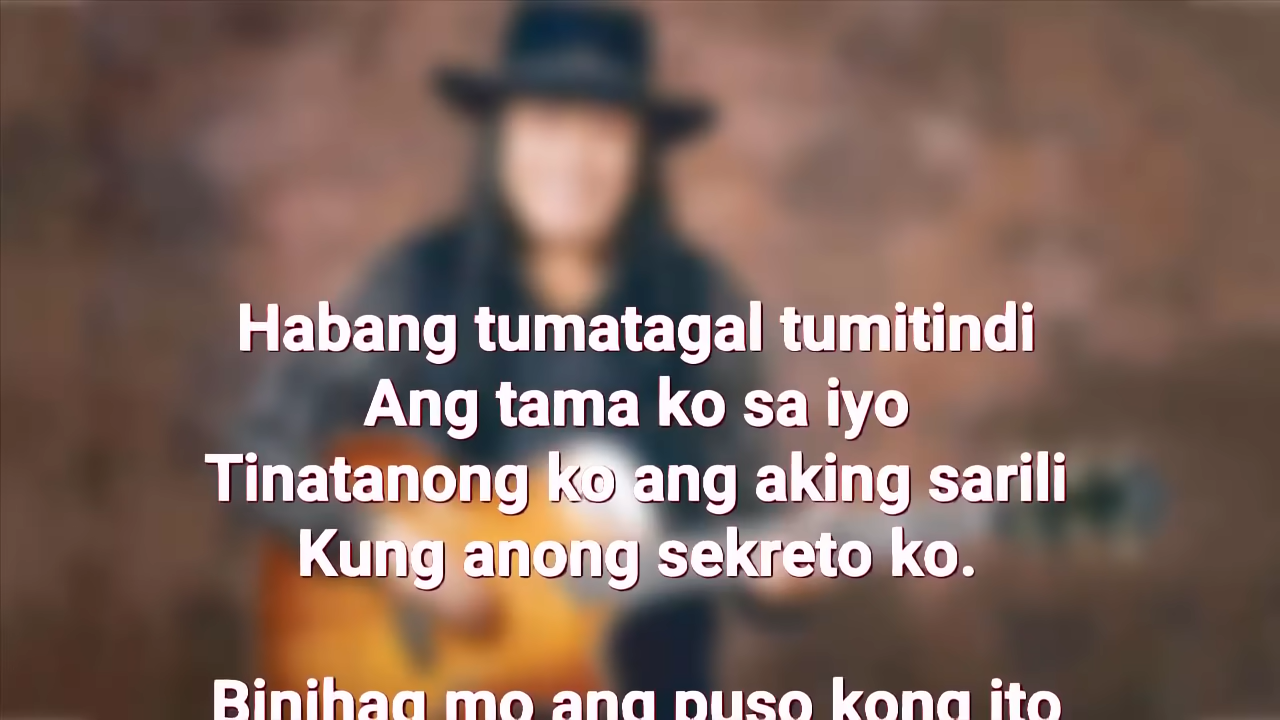 Habang tumatagal tumitindi
Ang tama ko sa iyo
Tinatanong ko ang aking sarili
Kung anong sekreto ko.
Binihag mo ang puso kong ito